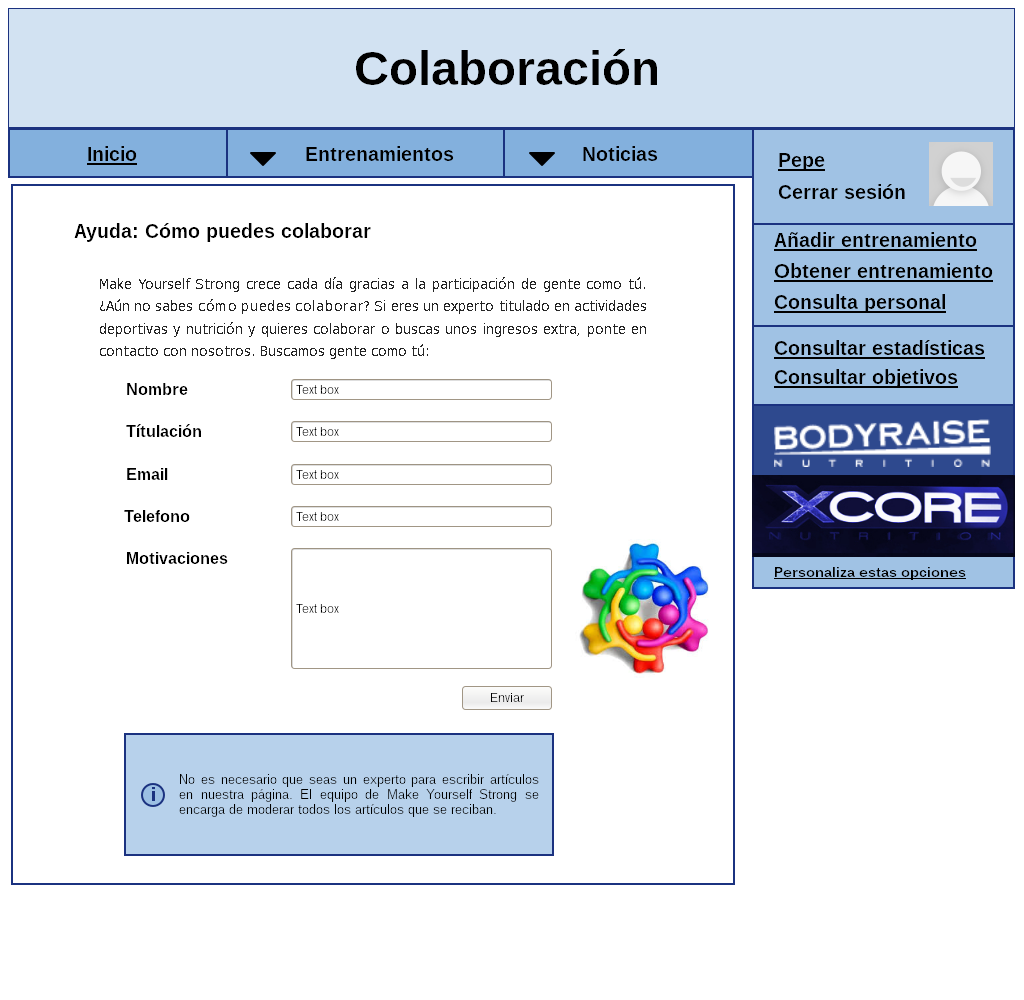 Colaboración
Inicio
Entrenamientos
Noticias
Pepe
Cerrar sesión
Añadir entrenamiento
Obtener entrenamiento
Consulta personal
Consultar estadísticas
Consultar objetivos
BODYRAISE
NUTRITION
XCORE
NUTRITION
Personaliza estas opciones
Ayuda: Cómo puedes colaborar
Make Yourself Strong crece cada día gracias a la participación de gente como tú.
¿Aún no sabes cómo puedes colaborar? Si eres un experto titulado en actividades
deportivas y nutrición y quieres colaborar o buscas unos ingresos extra, ponte en
contacto con nosotros. Buscamos gente como tú:
Nombre Text box
Títulación Text box
Email Text box
Telefono Text box
Motivaciones
Text box
Enviar
No es necesario que seas un experto para escribir artículos
en nuestra página. El equipo de Make Yourself Strong se
encarga de moderar todos los artículos que se reciban.